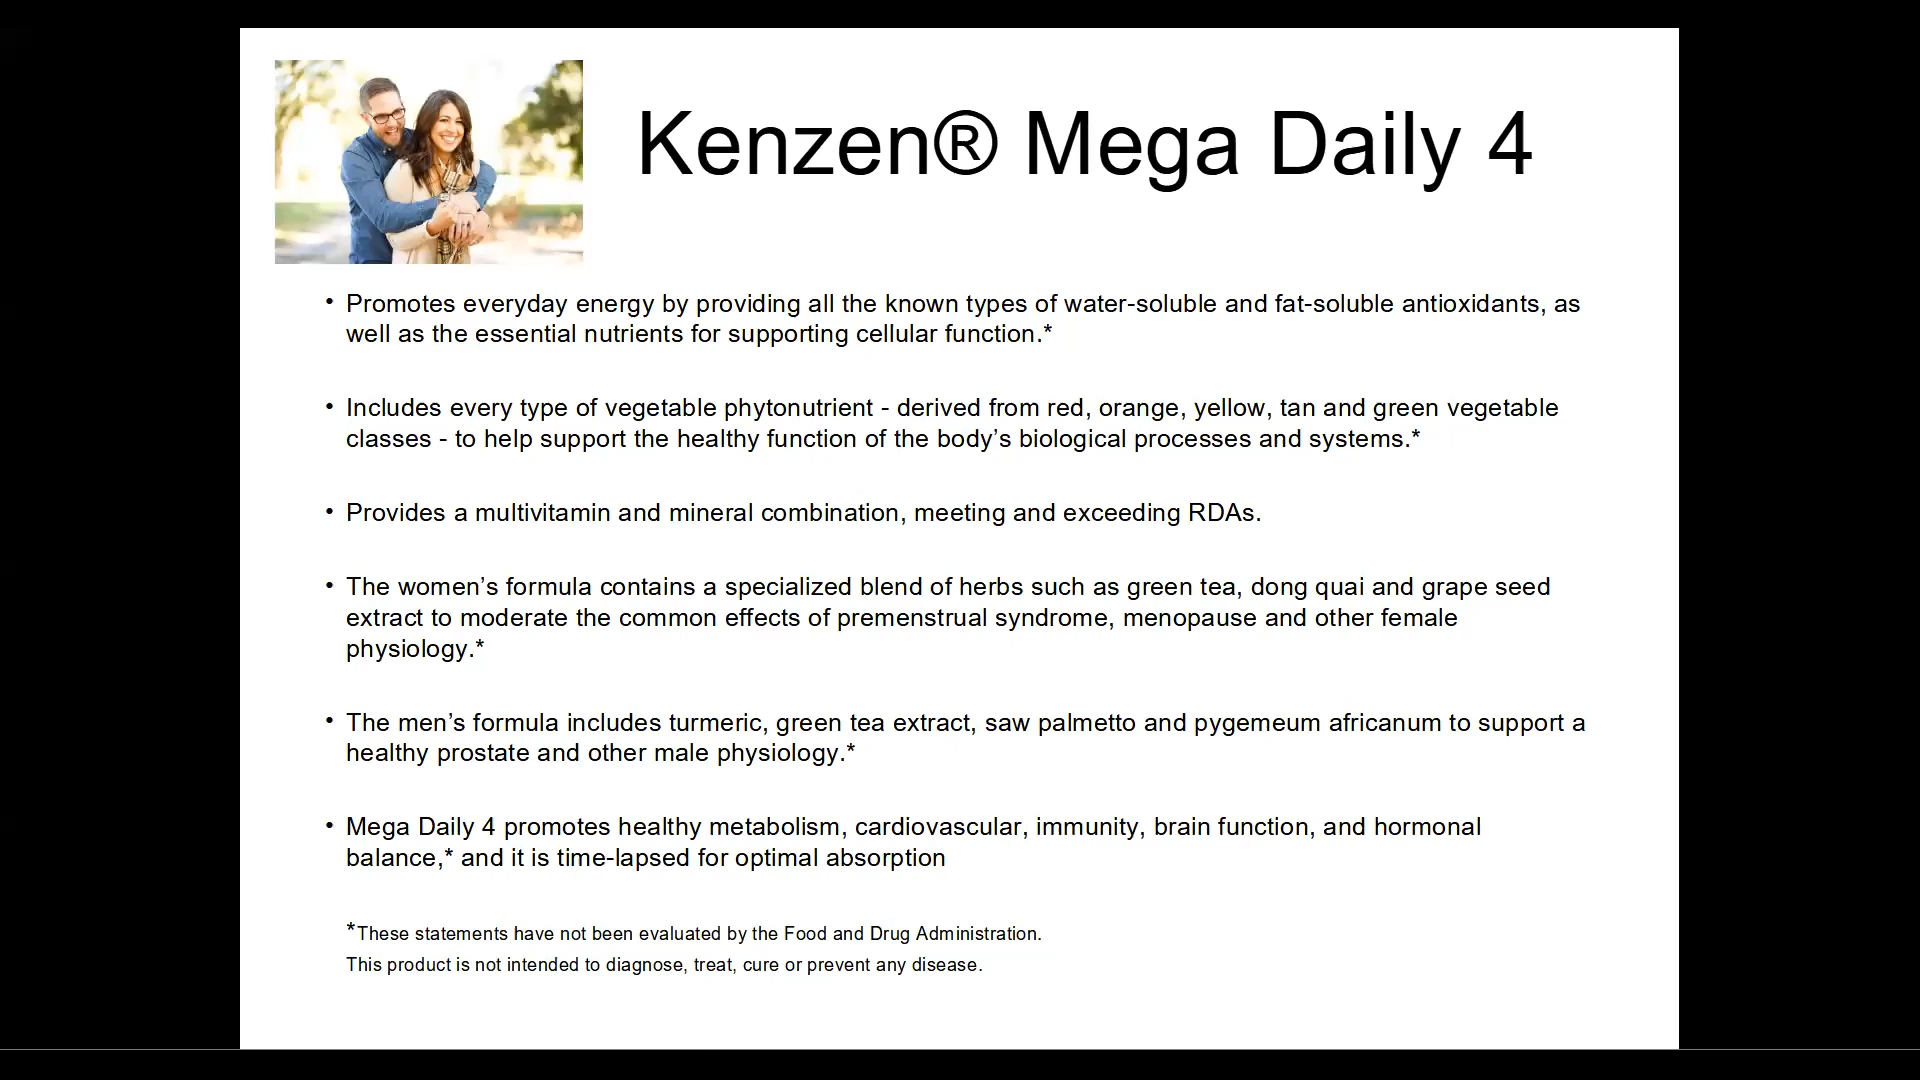 Kenzen® Mega Daily 4
• Promotes everyday energy by providing all the known types of water-soluble and fat-soluble antioxidants, as
well as the essential nutrients for supporting cellular function.*
• Includes every type of vegetable phytonutrient - derived from red, orange, yellow, tan and green vegetable
classes - to help support the healthy function of the body’s biological processes and systems.*
• Provides a multivitamin and mineral combination, meeting and exceeding RDAs.
• The women’s formula contains a specialized blend of herbs such as green tea, dong quai and grape seed
extract to moderate the common effects of premenstrual syndrome, menopause and other female
physiology.*
• The men’s formula includes turmeric, green tea extract, saw palmetto and pygemeum africanum to support a
healthy prostate and other male physiology.*
• Mega Daily 4 promotes healthy metabolism, cardiovascular, immunity, brain function, and hormonal
balance,* and it is time-lapsed for optimal absorption
*These statements have not been evaluated by the Food and Drug Administration.
This product is not intended to diagnose, treat, cure or prevent any disease.